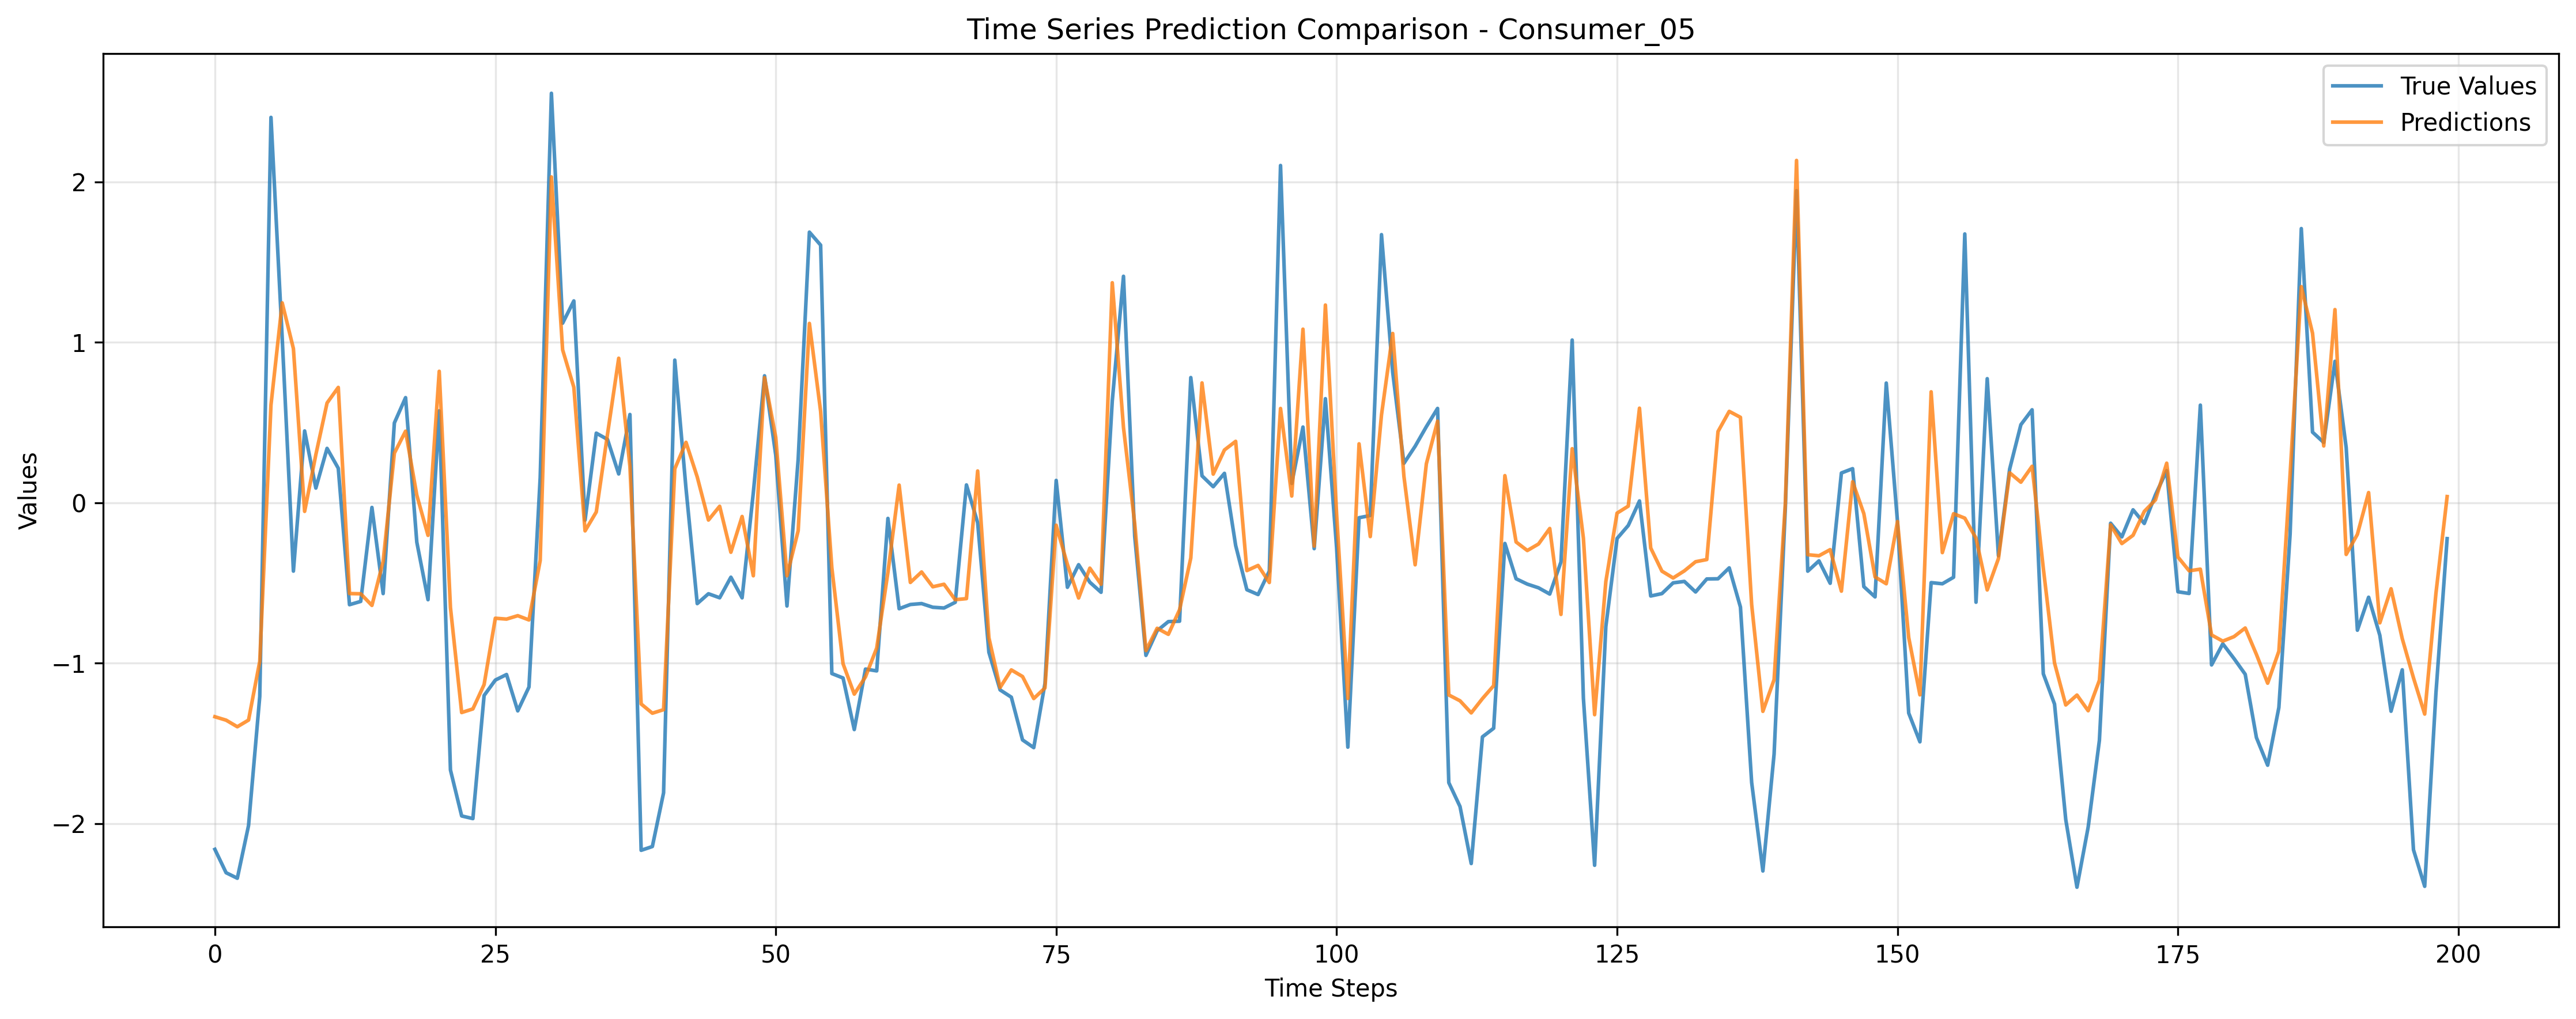 Time Series Prediction Comparison - Consumer_05
True Values
Predictions
Values
2
1
0
−1
−2
0 25 50 75 100 125 150 175 200
Time Steps